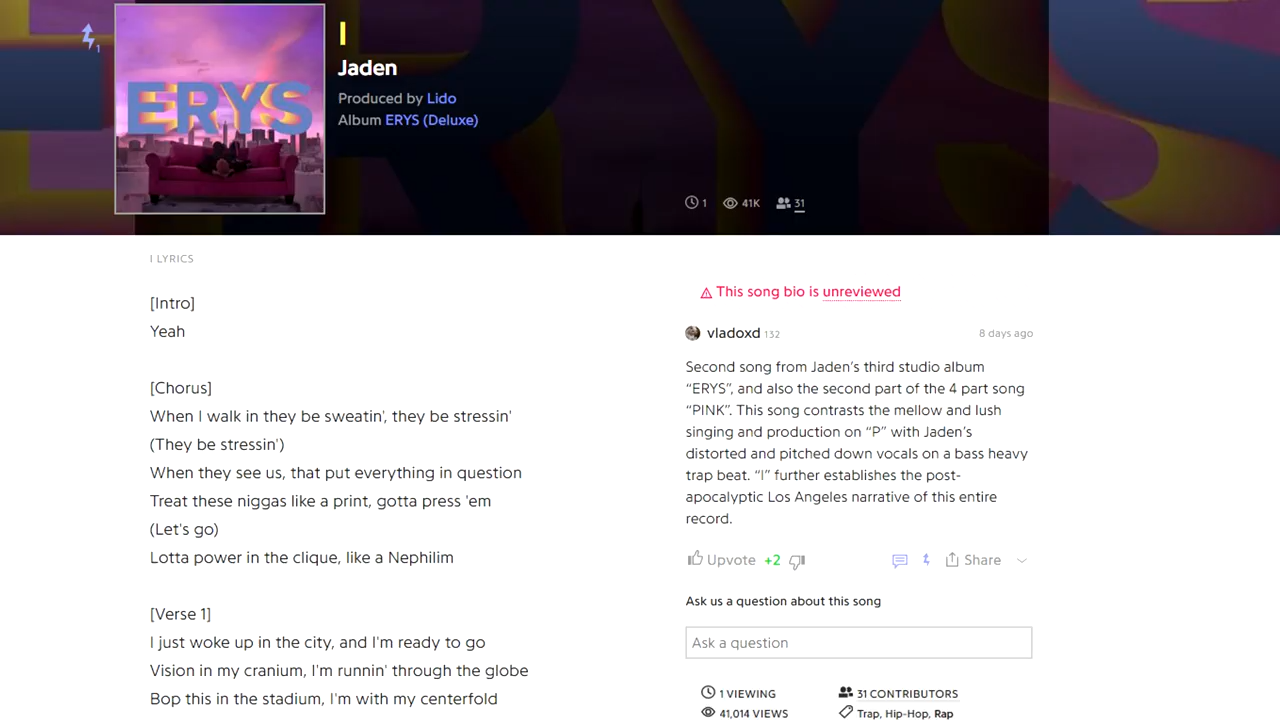 1
ERYS
I
Jaden
Produced by Lido
Album ERYS (Deluxe)
1 41K 31
I LYRICS
[Intro]
Yeah
[Chorus]
When I walk in they be sweatin', they be stressin'
(They be stressin')
When they see us, that put everything in question
Treat these niggas like a print, gotta press 'em
(Let's go)
Lotta power in the clique, like a Nephilim
[Verse 1]
I just woke up in the city, and I'm ready to go
Vision in my cranium, I'm runnin' through the globe
Bop this in the stadium, I'm with my centerfold
This song bio is unreviewed
vladoxd 132 8 days ago
Second song from Jaden’s third studio album
“ERYS”, and also the second part of the 4 part song
“PINK”. This song contrasts the mellow and lush
singing and production on “P” with Jaden’s
distorted and pitched down vocals on a bass heavy
trap beat. “I” further establishes the post-
apocalyptic Los Angeles narrative of this entire
record.
Upvote +2 Share
Ask us a question about this song
Ask a question
1 VIEWING 31 CONTRIBUTORS
41,014 VIEWS Trap, Hip-Hop, Rap